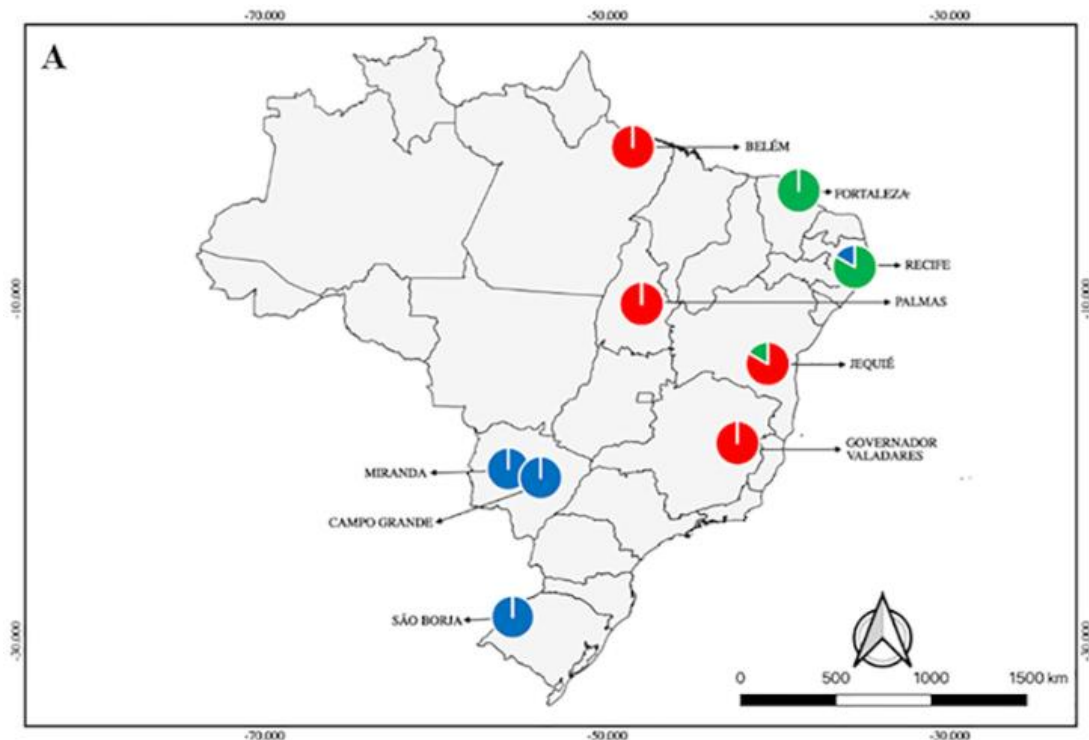 -70.000 -50.000 -30.000
A
BELÉM
FORTALEZA
RECIFE
-10.000 -10.000
PALMAS
JEQUIÉ
GOVERNADOR
VALADARES
MIRANDA
CAMPO GRANDE
SÃO BORJA
-30.000 -30.000
0 500 1000 1500 km
-70.000 -50.000 -30.000